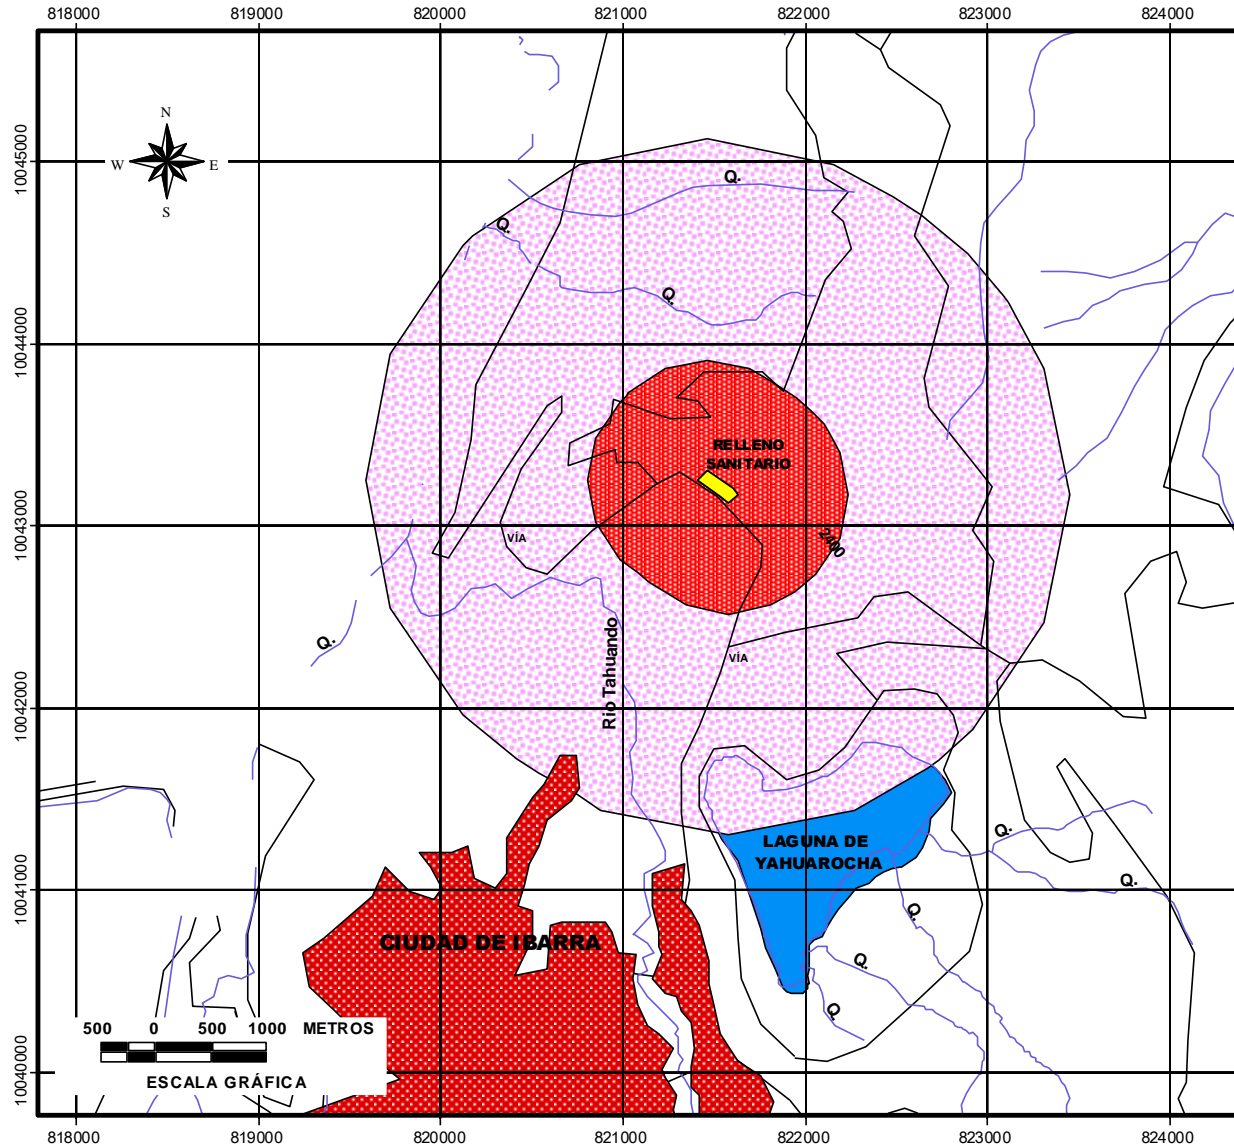 818000 819000 820000 821000 822000 823000 824000
10045000
10044000
10043000
10042000
10041000
10040000
N
W E
S
Q.
Q.
Q.
RELLENO
SANITARIO
VÍA
2400
Q.
Río Tahuando
VÍA
LAGUNA DE
YAHUAROCHA
Q.
Q.
Q.
CIUDAD DE IBARRA
Q.
Q.
500 0 500 1000 METROS
ESCALA GRÁFICA
818000 819000 820000 821000 822000 823000 824000